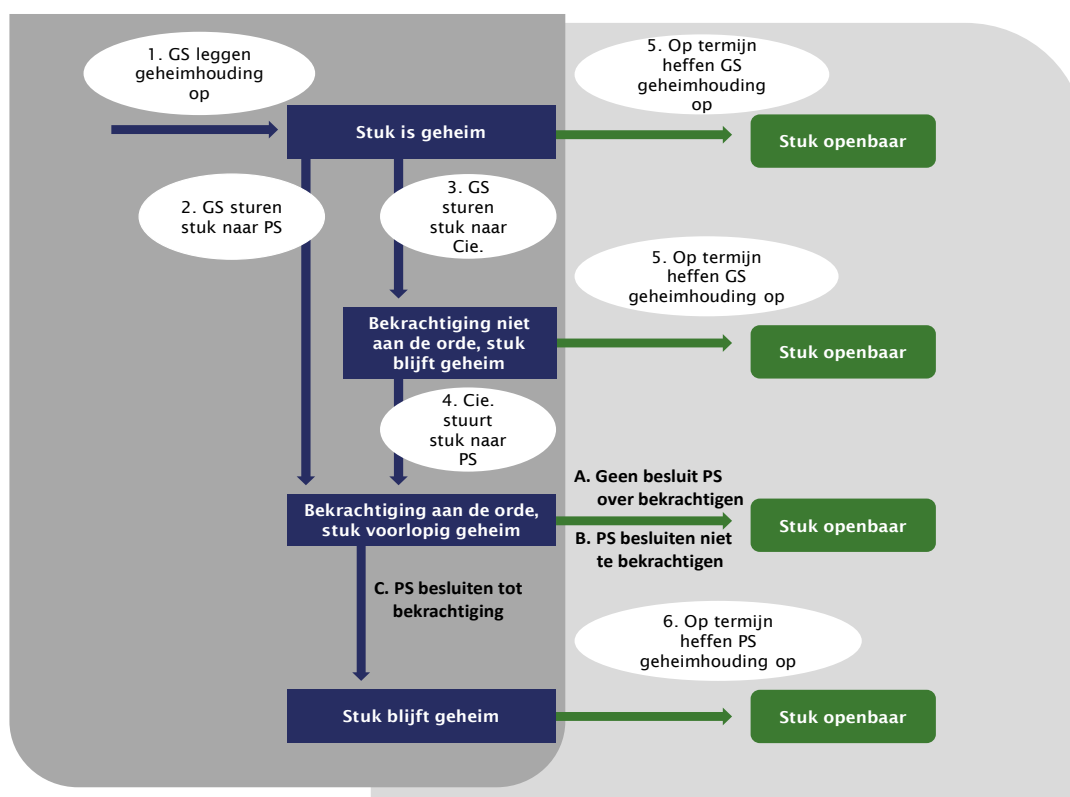 1. GS leggen
geheimhouding
op
5. Op termijn
heffen GS
geheimhouding
op
Stuk is geheim
Stuk openbaar
2. GS sturen
stuk naar PS
3. GS
sturen
stuk naar
Cie.
5. Op termijn
heffen GS
geheimhouding op
Bekrachtiging niet
aan de orde, stuk
blijft geheim
Stuk openbaar
4. Cie.
stuurt
stuk naar
PS
A. Geen besluit PS
over bekrachtigen
Bekrachtiging aan de orde,
stuk voorlopig geheim
Stuk openbaar
B. PS besluiten niet
te bekrachtigen
C. PS besluiten tot
bekrachtiging
6. Op termijn
heffen PS
geheimhouding op
Stuk blijft geheim
Stuk openbaar